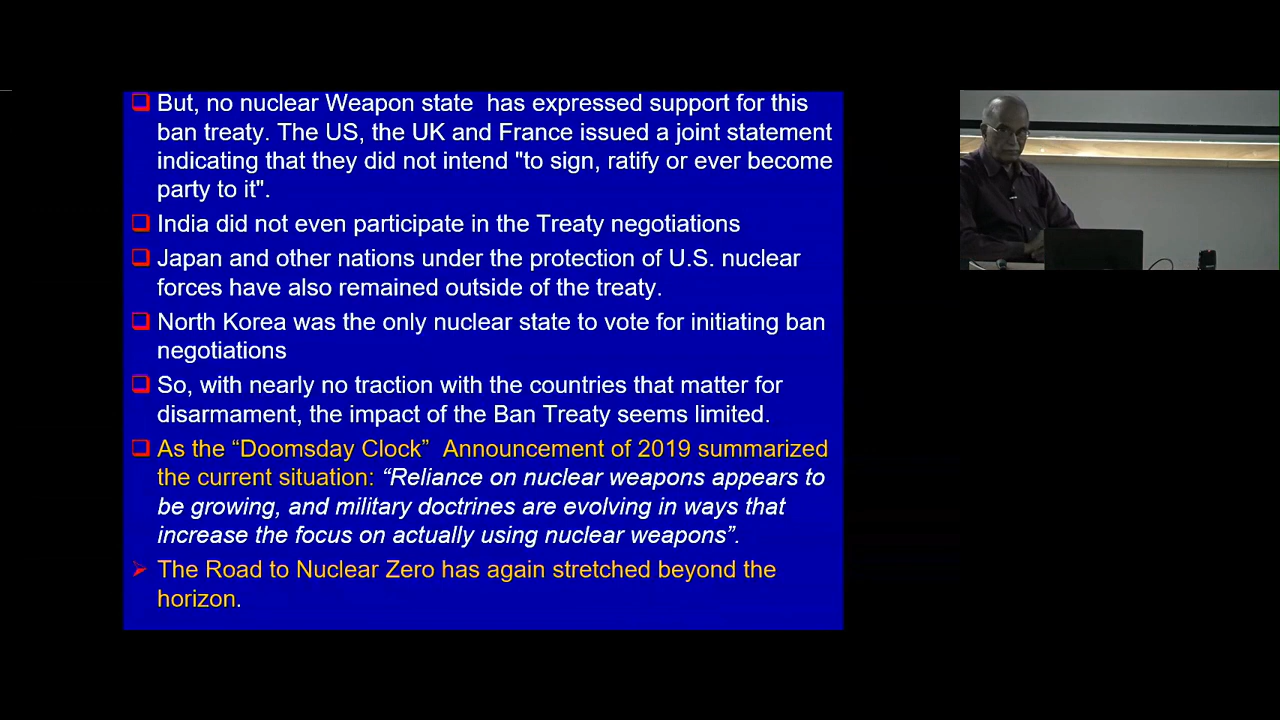 But, no nuclear Weapon state has expressed support for this
ban treaty. The US, the UK and France issued a joint statement
indicating that they did not intend "to sign, ratify or ever become
party to it".
India did not even participate in the Treaty negotiations
Japan and other nations under the protection of U.S. nuclear
forces have also remained outside of the treaty.
North Korea was the only nuclear state to vote for initiating ban
negotiations
So, with nearly no traction with the countries that matter for
disarmament, the impact of the Ban Treaty seems limited.
As the “Doomsday Clock” Announcement of 2019 summarized
the current situation: “Reliance on nuclear weapons appears to
be growing, and military doctrines are evolving in ways that
increase the focus on actually using nuclear weapons”.
The Road to Nuclear Zero has again stretched beyond the
horizon.